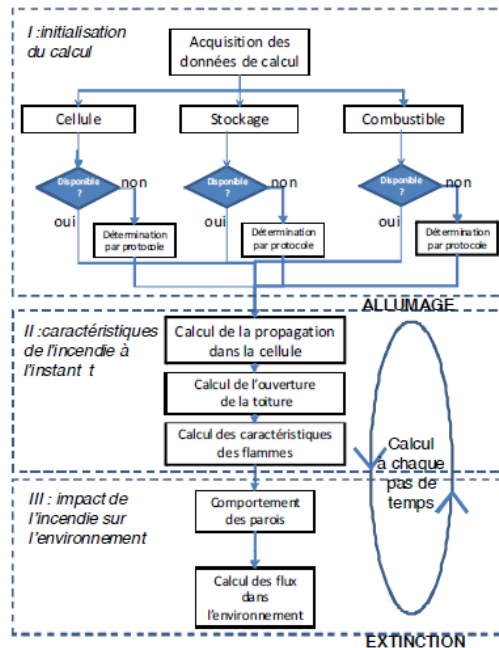 I :initialisation
du calcul
Acquisition des
données de calcul
Cellule
Stockage
Combustible
Disponible
?
non
oui
Disponible
?
non
oui
Disponible
?
non
oui
Détermination
par protocole
Détermination
par protocole
Détermination
par protocole
ALLUMAGE
II :caractéristiques
de l'incendie à
l'instant t
Calcul de la propagation
dans la cellule
Calcul de l'ouverture
de la toiture
Calcul des caractéristiques
des flammes
Calcul
à chaque
pas de
temps
III : impact de
l'incendie sur
l'environnement
Comportement
des parois
Calcul des flux
dans
l'environnement
EXTINCTION